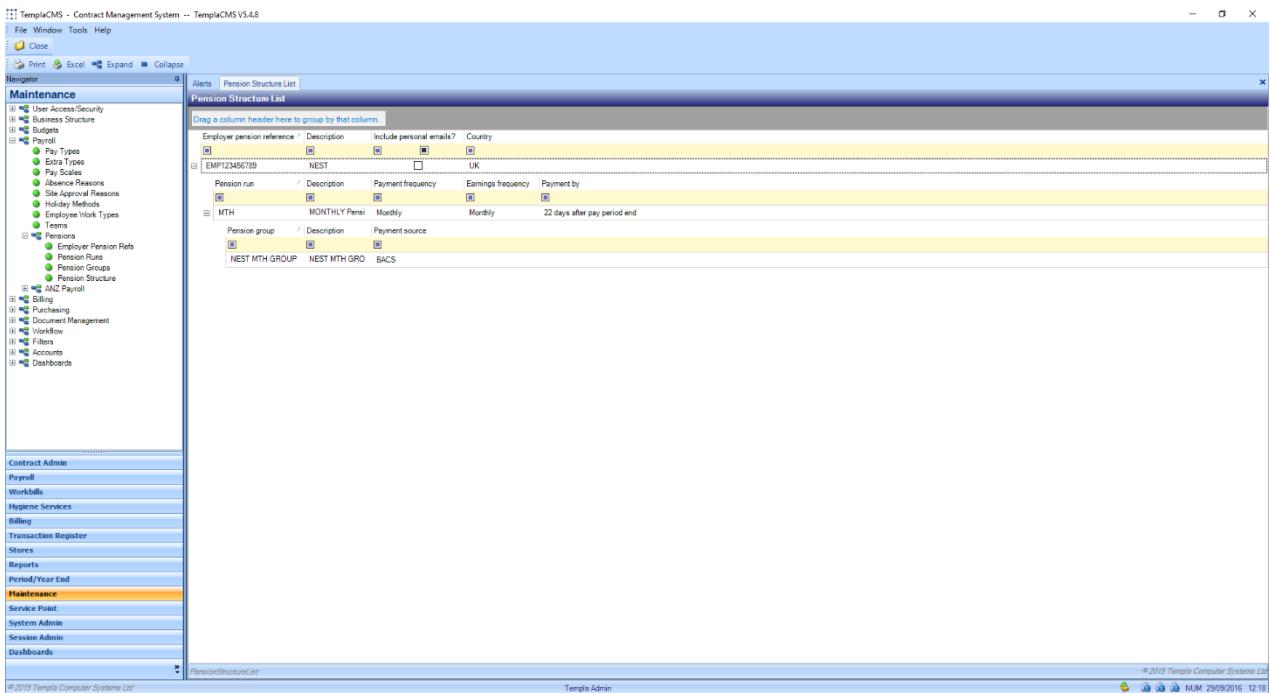 TemplaCMS - Contract Management System -- TemplaCMS V5.4.8
File Window Tools Help
Close
Print Excel Expand Collapse
Navigator
Maintenance
User Access/Security
Business Structure
Budgets
Payroll
Pay Types
Extra Types
Pay Scales
Absence Reasons
Site Approval Reasons
Holiday Methods
Employee Work Types
Teams
Pensions
Employer Pension Refs
Pension Runs
Pension Groups
Pension Structure
ANZ Payroll
Billing
Purchasing
Document Management
Workflow
Filters
Accounts
Dashboards
Contract Admin
Payroll
Workbills
Hygiene Services
Billing
Transaction Register
Stores
Reports
Period/Year End
Maintenance
Service Point
System Admin
Session Admin
Dashboards
Alerts Pension Structure List
Pension Structure List
Drag a column header here to group by that column.
Employer pension reference Description Include personal emails? Country
EMP123456789 NEST UK
Pension run Description Payment frequency Earnings frequency Payment by
MTH MONTHLY Pensi Monthly Monthly 22 days after pay period end
Pension group Description Payment source
NEST MTH GROUP NEST MTH GRO BACS
PensionStructureList © 2015 Templa Computer Systems Ltd
© 2015 Templa Computer Systems Ltd Templa Admin NUM 29/09/2016 12:18